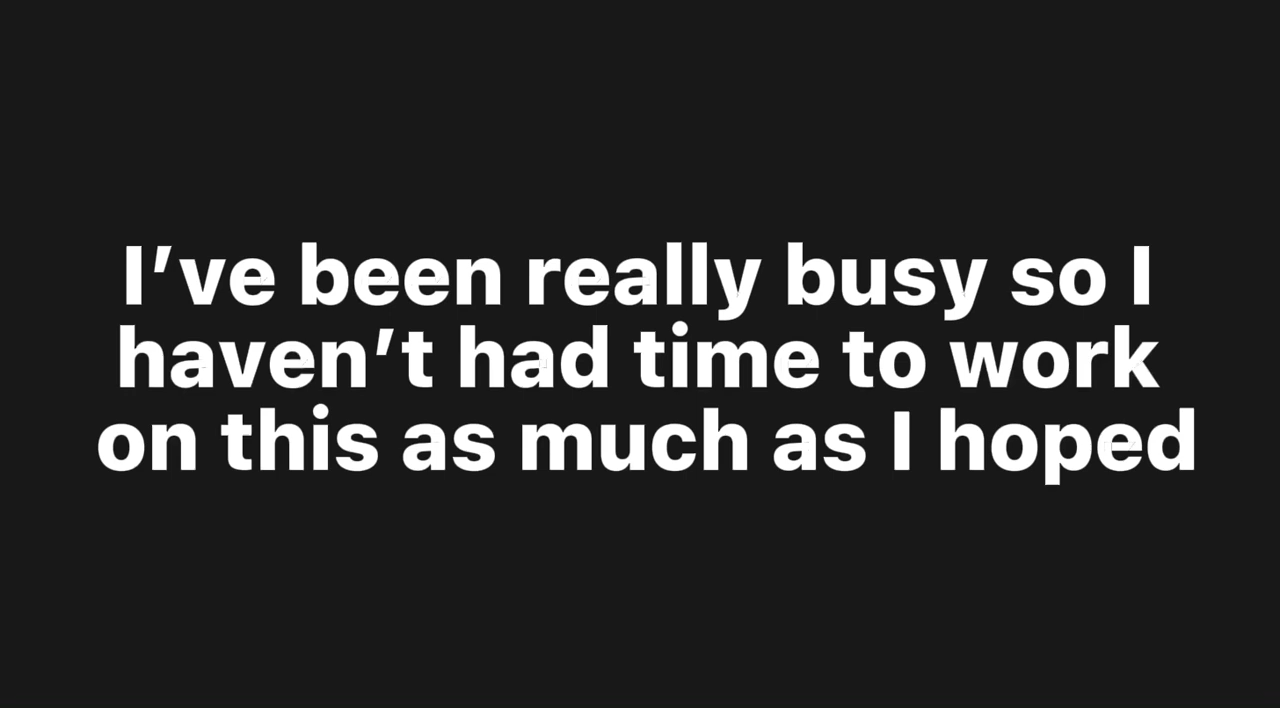 I’ve been really busy so I
haven’t had time to work
on this as much as I hoped